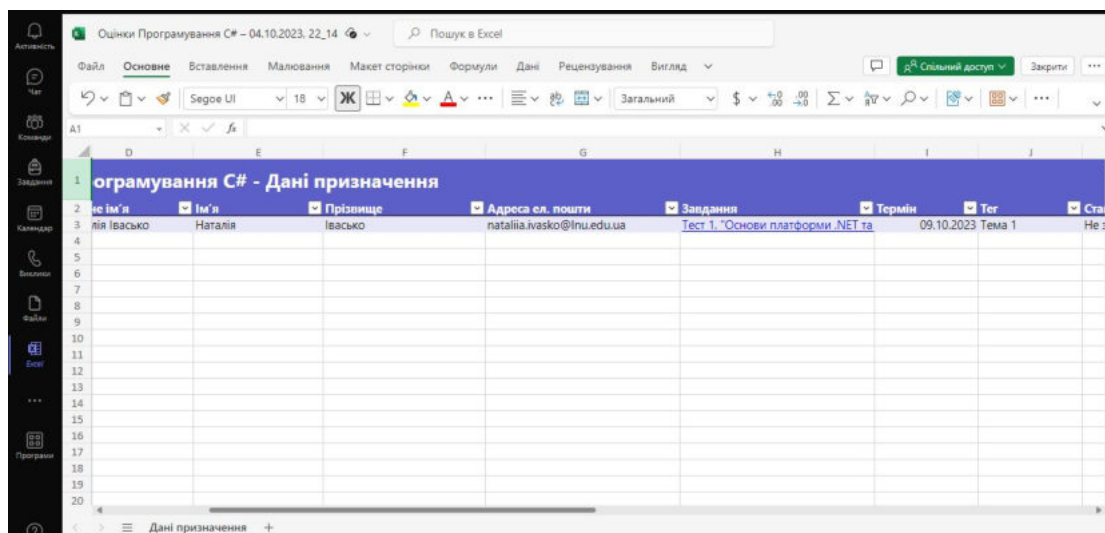 Активність
Чат
Команди
Завдання
Календар
Виклики
Файли
Excel
Програми
Оцінки Програмування C# – 04.10.2023, 22_14
Пошук в Excel
Файл Основне Вставлення Малювання Макет сторінки Формули Дані Рецензування Вигляд
Спільний доступ Закрити
Segoe UI 18 Ж Загальний
A1 fx
D E F G H I J
1 ограмування C# - Дані призначення
2 не ім'я Ім'я Прізвище Адреса ел. пошти Завдання Термін Тег Ста
3 лія Івасько Наталія Івасько nataliia.ivasko@lnu.edu.ua Тест 1. "Основи платформи .NET та 09.10.2023 Тема 1 Не з
4
5
6
7
8
9
10
11
12
13
14
15
16
17
18
19
20
Дані призначення +